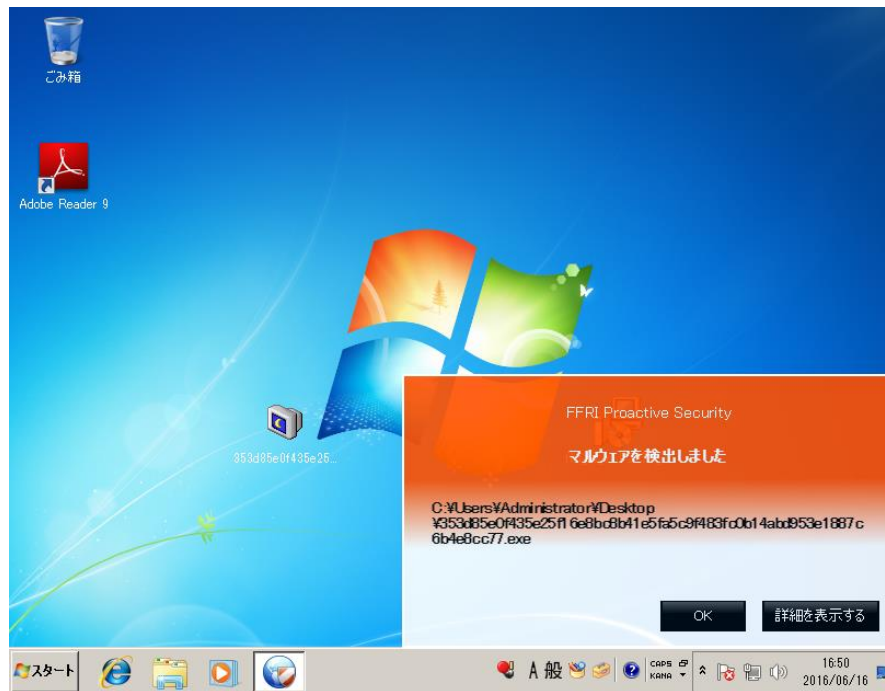 ごみ箱
Adobe Reader 9
353d85e0f435e25...
FFRI Proactive Security
マルウェアを検出しました
C:¥Users¥Administrator¥Desktop
¥353d85e0f435e25f16e8bc8b41e5fa5c9f483fc0b14abd953e1887c
6b4e8cc77.exe
OK
詳細を表示する
スタート
A 般
CAPS
KANA
16:50
2016/06/16